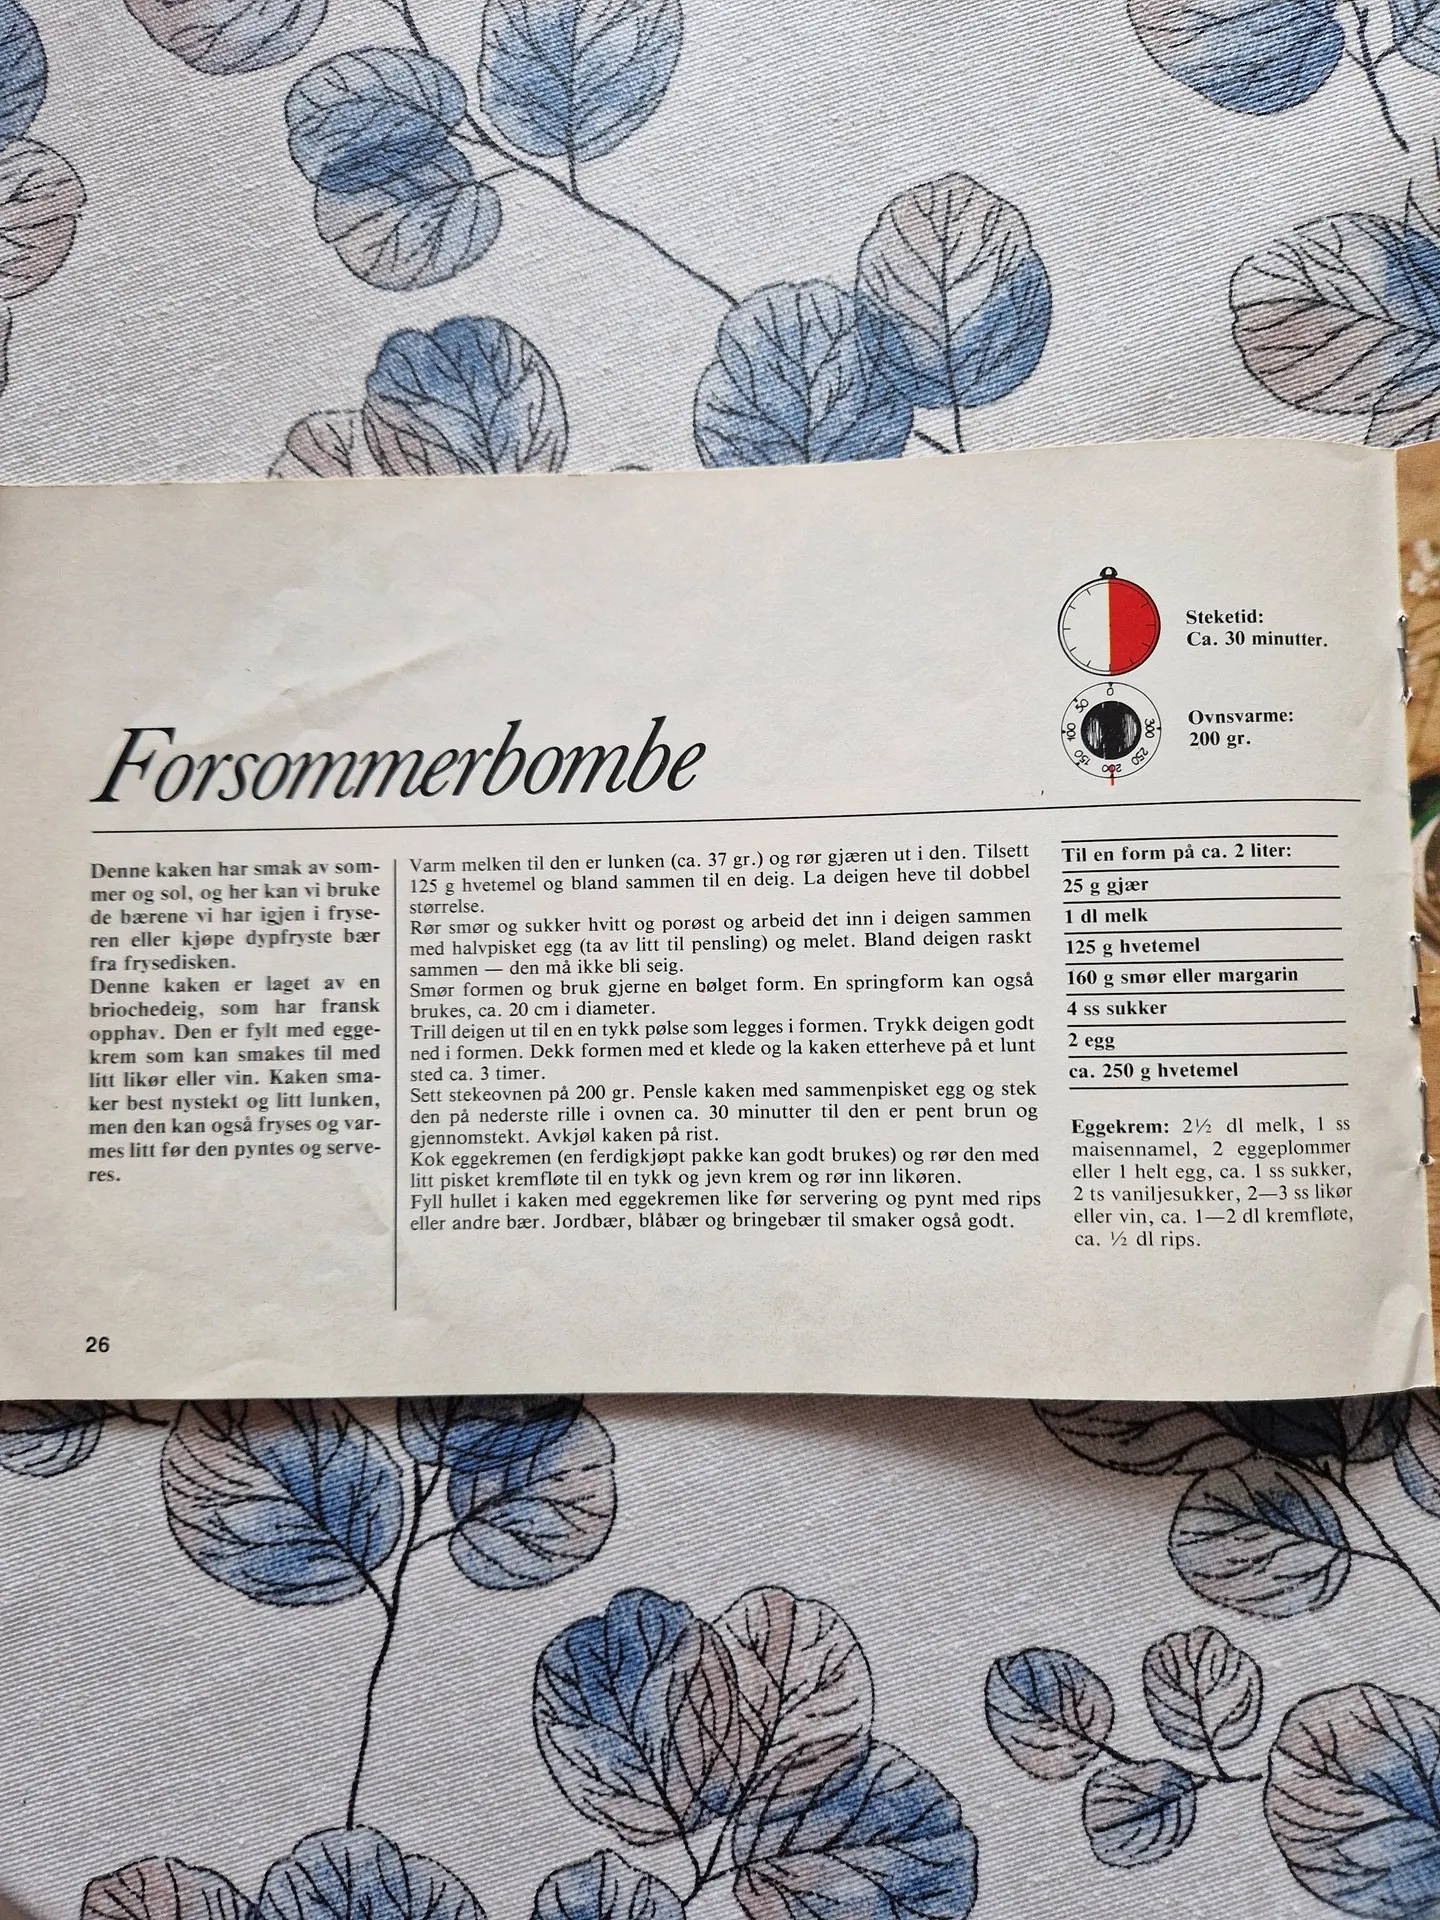 Steketid:
Ca. 30 minutter.
0
50
100
150
200
250
300
Ovnsvarme:
200 gr.
Forsommerbombe
Denne kaken har smak av som-
mer og sol, og her kan vi bruke
de bærene vi har igjen i fryse-
ren eller kjøpe dypfryste bær
fra frysedisken.
Denne kaken er laget av en
briochedeig, som har fransk
opphav. Den er fylt med egge-
krem som kan smakes til med
litt likør eller vin. Kaken sma-
ker best nystekt og litt lunken,
men den kan også fryses og var-
mes litt før den pyntes og serve-
res.
Varm melken til den er lunken (ca. 37 gr.) og rør gjæren ut i den. Tilsett
125 g hvetemel og bland sammen til en deig. La deigen heve til dobbel
størrelse.
Rør smør og sukker hvitt og porøst og arbeid det inn i deigen sammen
med halvpisket egg (ta av litt til pensling) og melet. Bland deigen raskt
sammen — den må ikke bli seig.
Smør formen og bruk gjerne en bølget form. En springform kan også
brukes, ca. 20 cm i diameter.
Trill deigen ut til en en tykk pølse som legges i formen. Trykk deigen godt
ned i formen. Dekk formen med et klede og la kaken etterheve på et lunt
sted ca. 3 timer.
Sett stekeovnen på 200 gr. Pensle kaken med sammenpisket egg og stek
den på nederste rille i ovnen ca. 30 minutter til den er pent brun og
gjennomstekt. Avkjøl kaken på rist.
Kok eggekremen (en ferdigkjøpt pakke kan godt brukes) og rør den med
litt pisket kremfløte til en tykk og jevn krem og rør inn likøren.
Fyll hullet i kaken med eggekremen like før servering og pynt med rips
eller andre bær. Jordbær, blåbær og bringebær til smaker også godt.
Til en form på ca. 2 liter:
25 g gjær
1 dl melk
125 g hvetemel
160 g smør eller margarin
4 ss sukker
2 egg
ca. 250 g hvetemel
Eggekrem: 2½ dl melk, 1 ss
maisennamel, 2 eggeplommer
eller 1 helt egg, ca. 1 ss sukker,
2 ts vaniljesukker, 2—3 ss likør
eller vin, ca. 1—2 dl kremfløte,
ca. ½ dl rips.
26